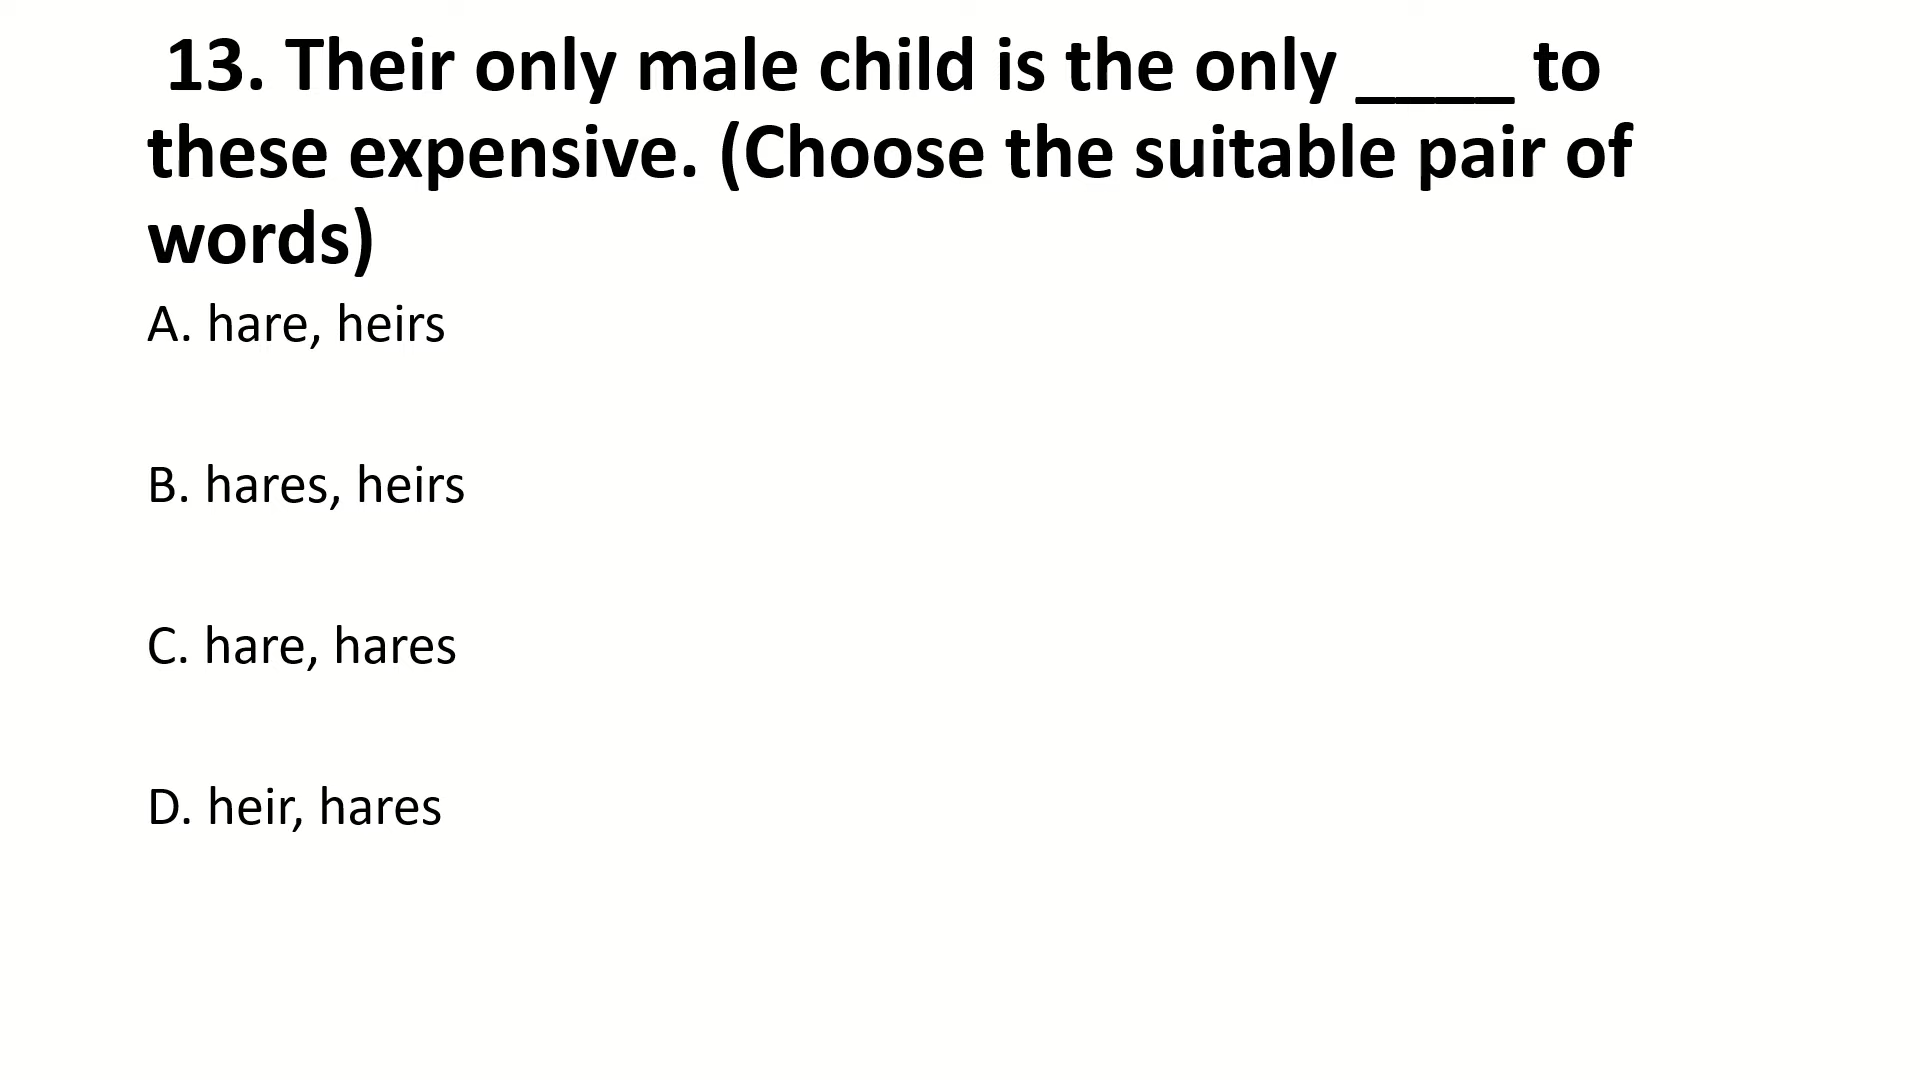 13. Their only male child is the only ____ to
these expensive. (Choose the suitable pair of
words)
A. hare, heirs
B. hares, heirs
C. hare, hares
D. heir, hares